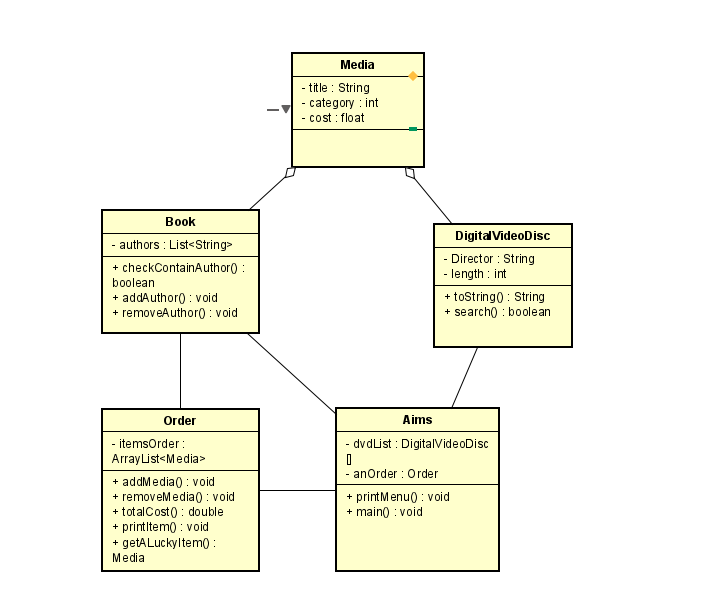 Media
- title : String
- category : int
- cost : float
Book
- authors : List<String>
+ checkContainAuthor() :
boolean
+ addAuthor() : void
+ removeAuthor() : void
DigitalVideoDisc
- Director : String
- length : int
+ toString() : String
+ search() : boolean
Order
- itemsOrder :
ArrayList<Media>
+ addMedia() : void
+ removeMedia() : void
+ totalCost() : double
+ printItem() : void
+ getALuckyItem() :
Media
Aims
- dvdList : DigitalVideoDisc
[]
- anOrder : Order
+ printMenu() : void
+ main() : void